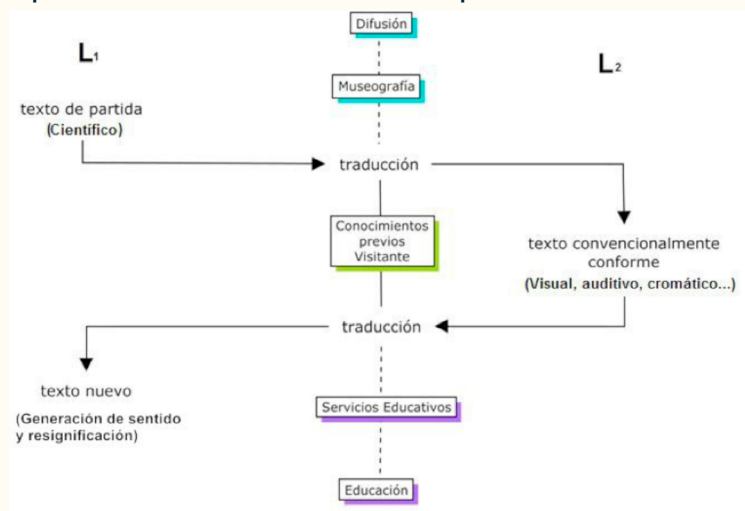 Difusión
L1
L2
Museografía
texto de partida
(Científico)
traducción
Conocimientos
previos
Visitante
texto convencionalmente
conforme
(Visual, auditivo, cromático...)
traducción
texto nuevo
(Generación de sentido
y resignificación)
Servicios Educativos
Educación